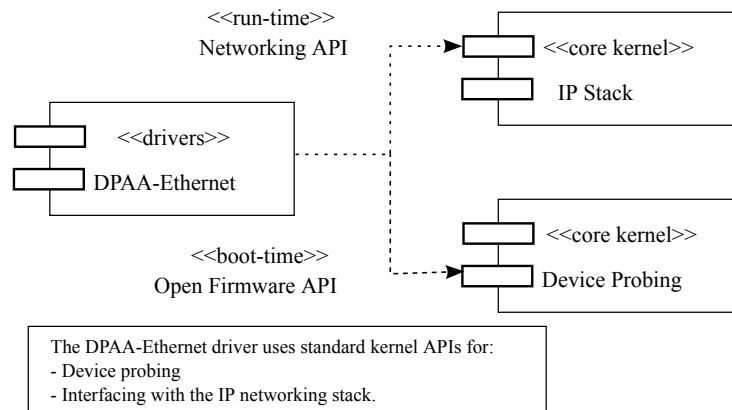 <<run-time>>
Networking API
<<core kernel>>
IP Stack
<<drivers>>
DPAA-Ethernet
<<boot-time>>
Open Firmware API
<<core kernel>>
Device Probing
The DPAA-Ethernet driver uses standard kernel APIs for:
- Device probing
- Interfacing with the IP networking stack.